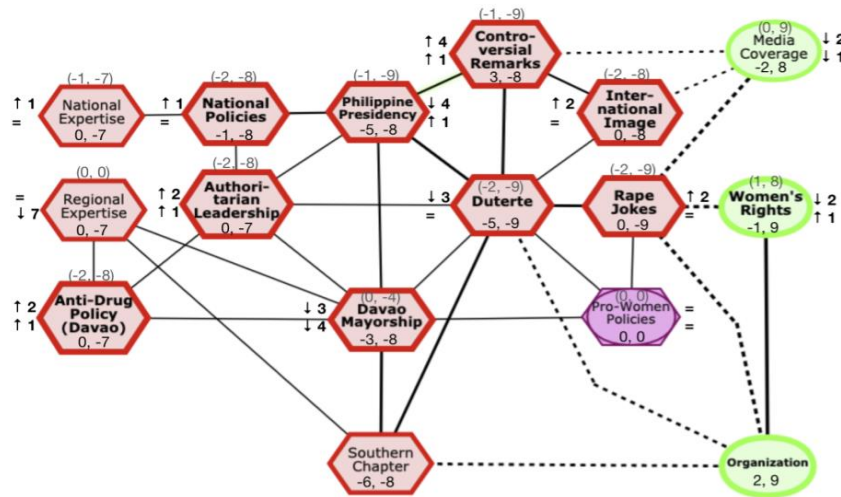 (-1, -9)
Contro-
versial
Remarks
3, -8
↑ 4
↑ 1
(0, 9)
Media
Coverage
-2, 8
↓ 2
↓ 1
(-1, -7)
National
Expertise
0, -7
↑ 1
=
(-2, -8)
National
Policies
-1, -8
↑ 1
=
(-1, -9)
Philippine
Presidency
-5, -8
↓ 4
↑ 1
(-2, -8)
Inter-
national
Image
0, -8
↑ 2
=
(0, 0)
Regional
Expertise
0, -7
=
↓ 7
(-2, -8)
Authori-
tarian
Leadership
0, -7
↑ 2
↑ 1
(-2, -9)
Duterte
-5, -9
↓ 3
=
(-2, -9)
Rape
Jokes
0, -9
↑ 2
=
(1, 8)
Women's
Rights
-1, 9
↓ 2
↑ 1
(-2, -8)
Anti-Drug
Policy
(Davao)
0, -7
↑ 2
↑ 1
(0, -4)
Davao
Mayorship
-3, -8
↓ 3
↓ 4
(0, 0)
Pro-Women
Policies
0, 0
=
=
Southern
Chapter
-6, -8
Organization
2, 9